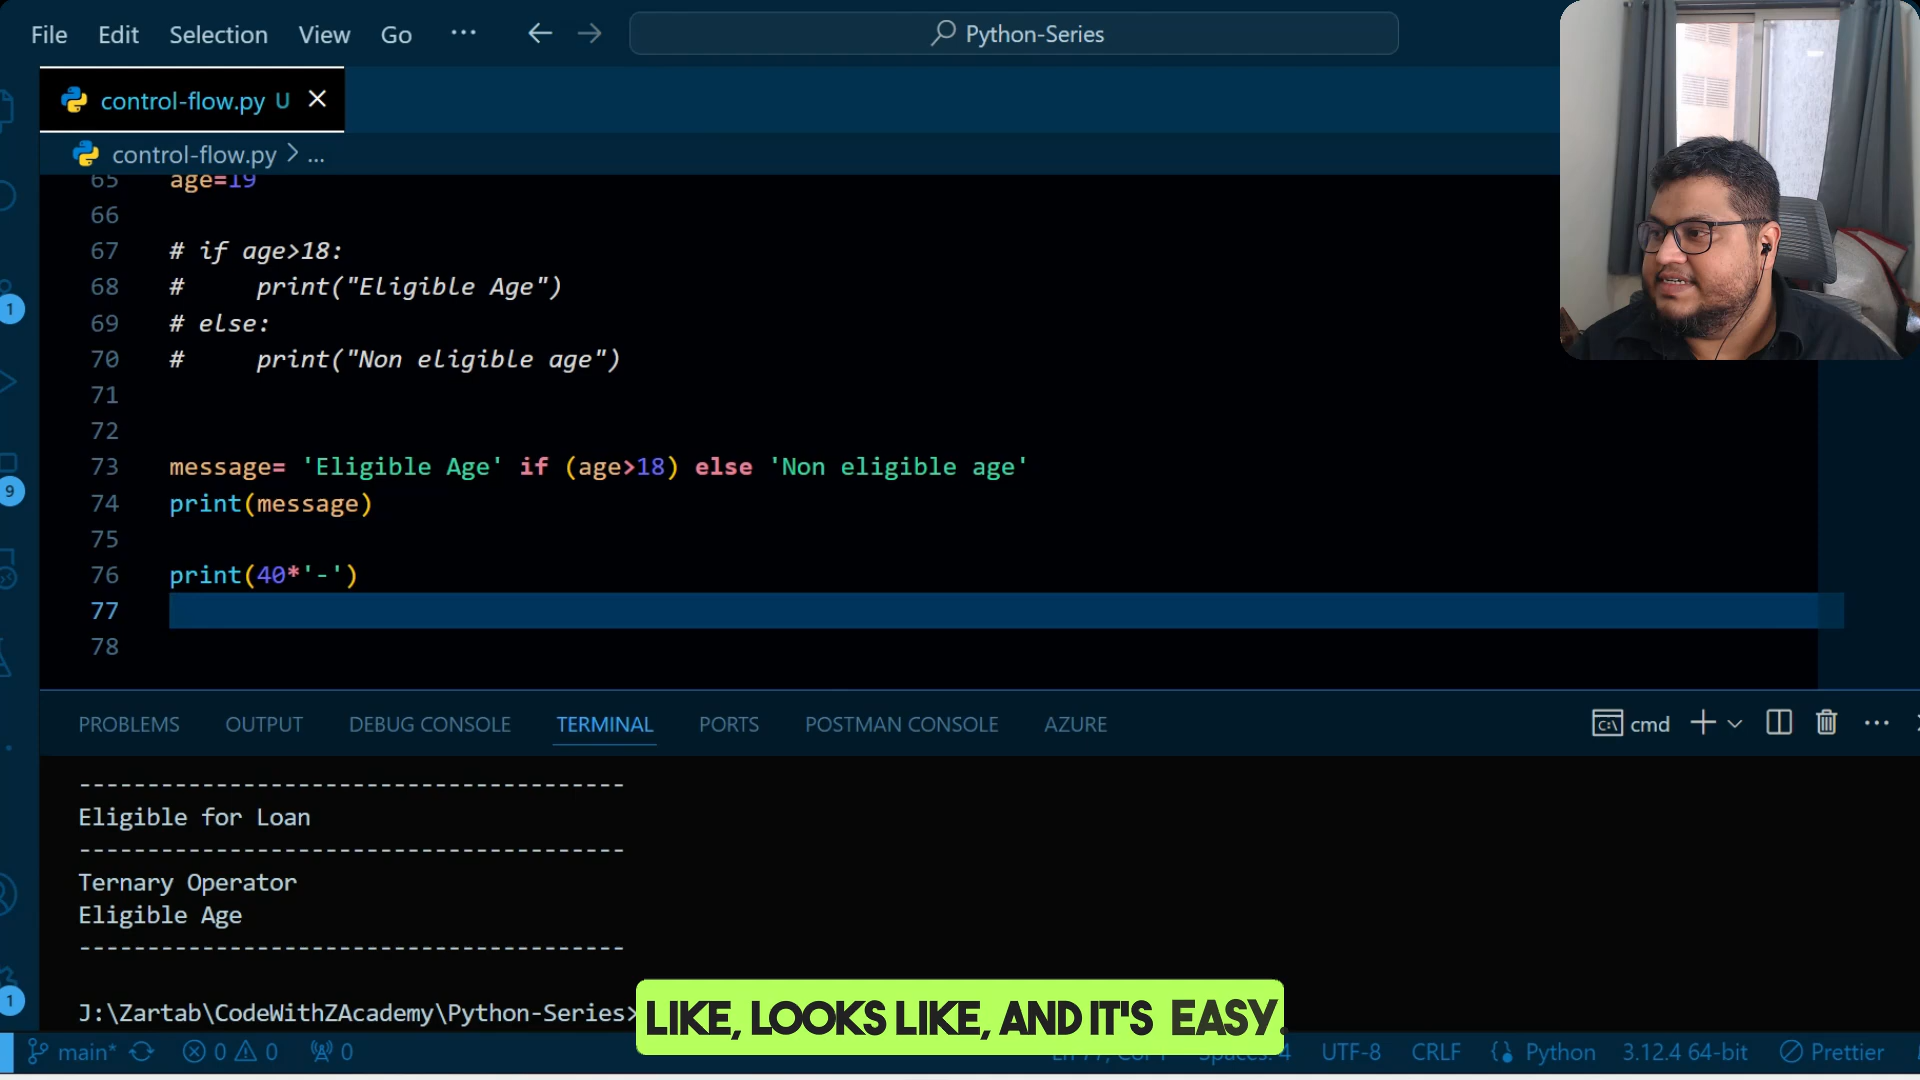 File Edit Selection View Go ··· Python-Series
control-flow.py U
control-flow.py > ...
65 age=19
66
67 # if age>18:
68 #     print("Eligible Age")
69 # else:
70 #     print("Non eligible age")
71
72
73 message= 'Eligible Age' if (age>18) else 'Non eligible age'
74 print(message)
75
76 print(40*'-')
77
78
1
9
1
PROBLEMS OUTPUT DEBUG CONSOLE TERMINAL PORTS POSTMAN CONSOLE AZURE cmd
----------------------------------------
Eligible for Loan
----------------------------------------
Ternary Operator
Eligible Age
----------------------------------------
J:\Zartab\CodeWithZAcademy\Python-Series>
LIKE, LOOKS LIKE, AND IT'S EASY.
main* 0 0 0 UTF-8 CRLF Python 3.12.4 64-bit Prettier